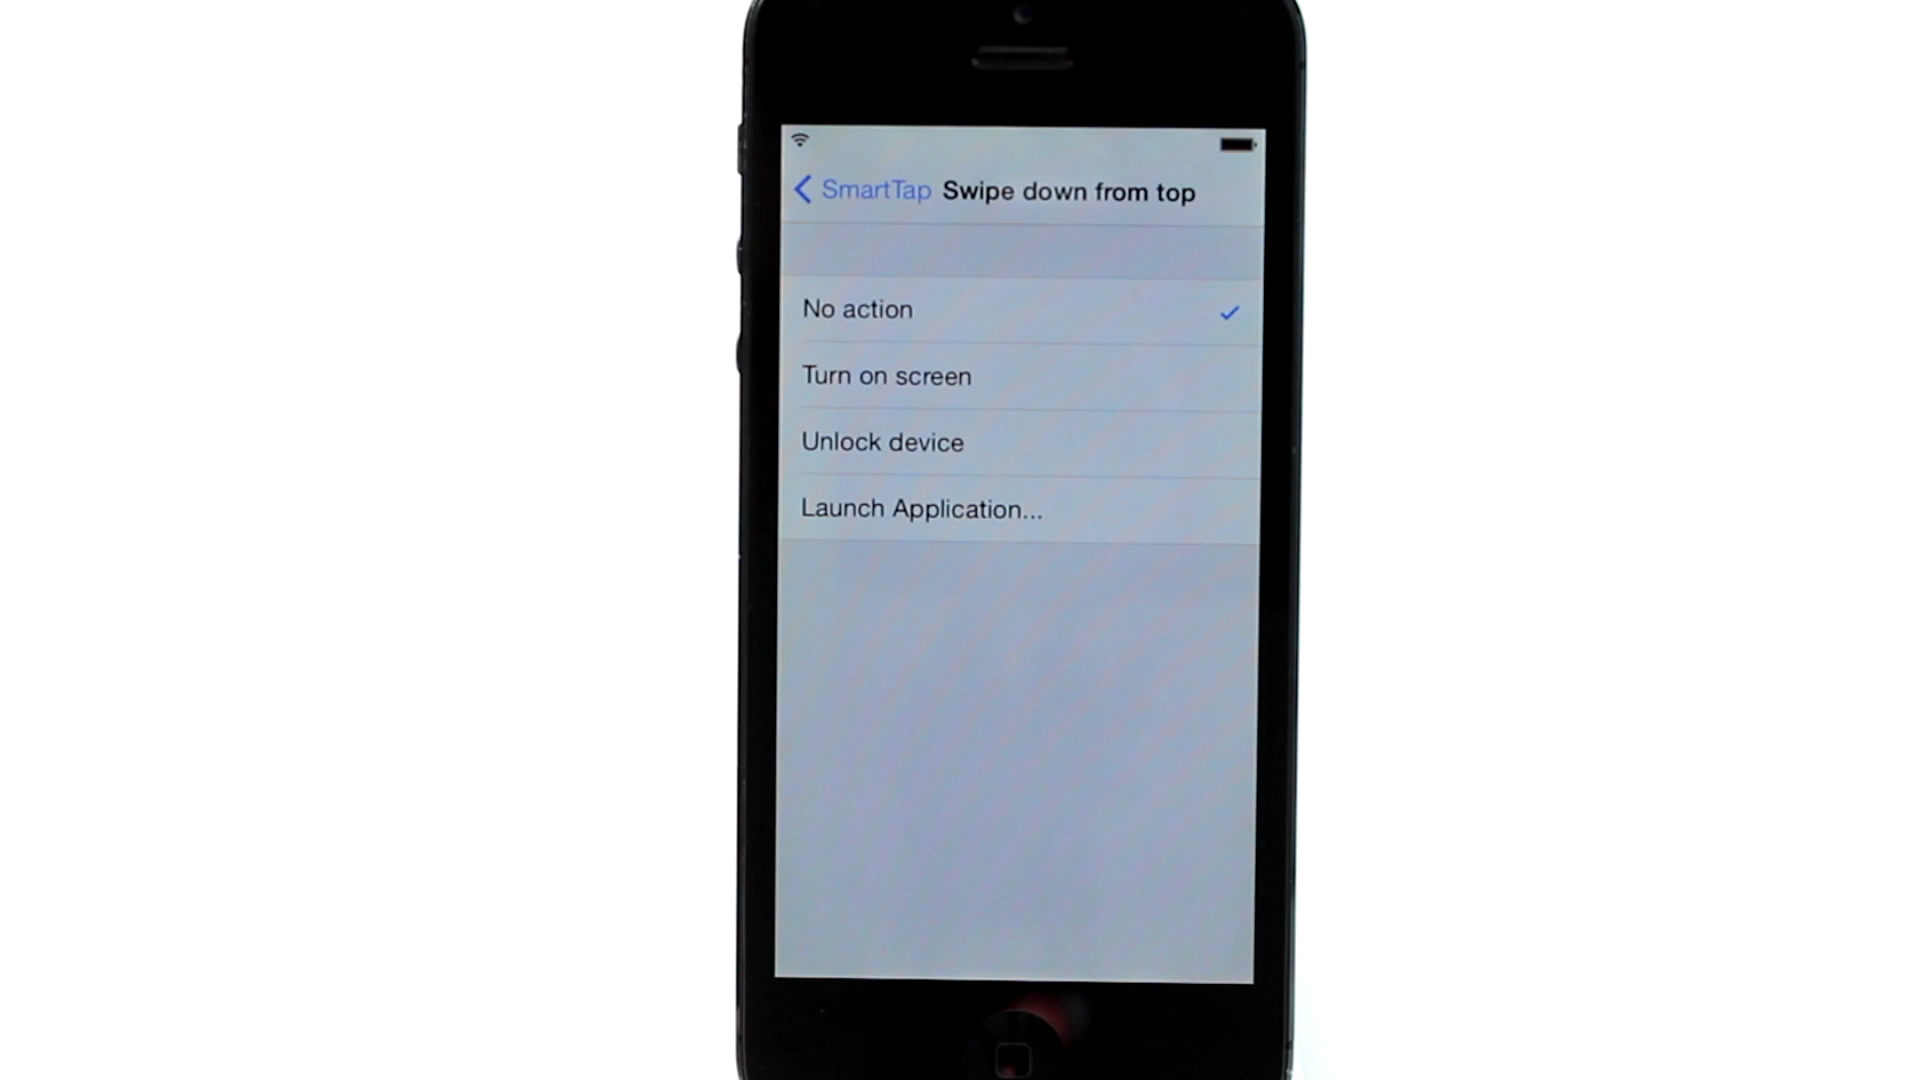 SmartTap Swipe down from top
No action
Turn on screen
Unlock device
Launch Application...